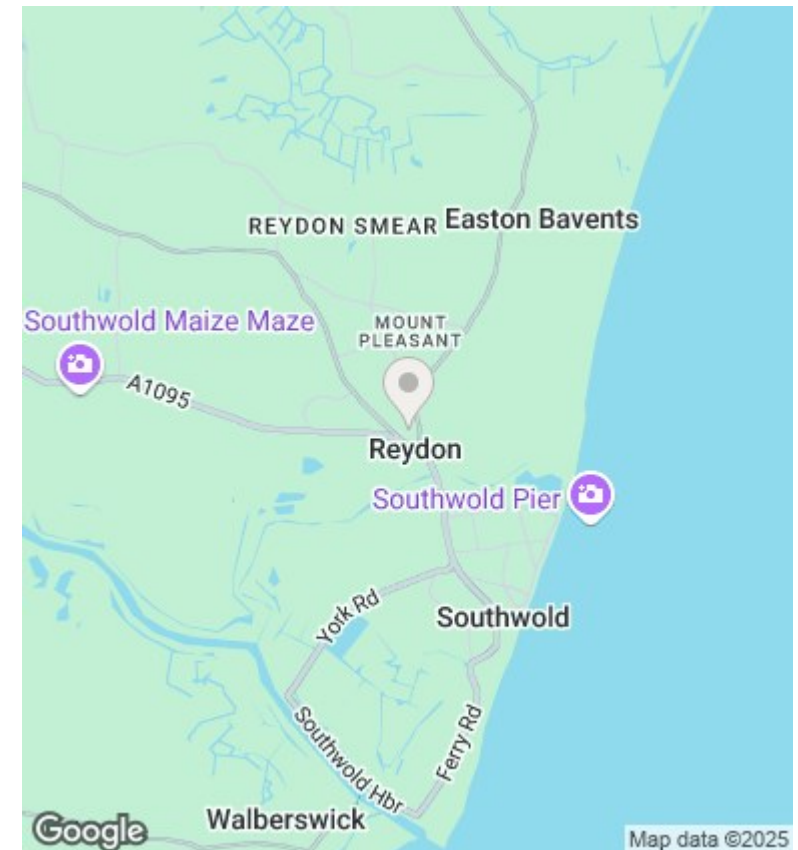 REYDON SMEAR
Easton Bavents
Southwold Maize Maze
MOUNT
PLEASANT
A1095
Reydon
Southwold Pier
York Rd
Southwold
Southwold Hbr
Ferry Rd
Walberswick
Google
Map data ©2025